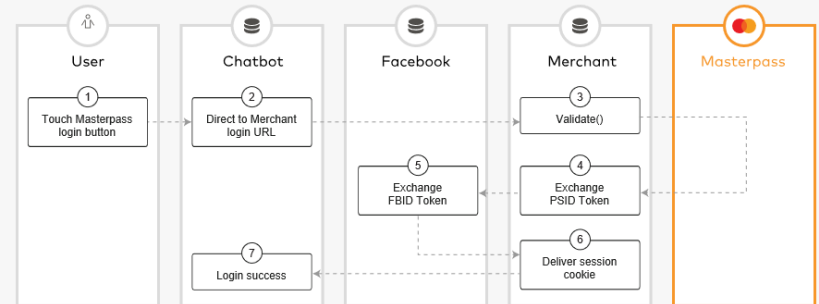 User
Chatbot
Facebook
Merchant
Masterpass
1
Touch Masterpass
login button
2
Direct to Merchant
login URL
3
Validate()
4
Exchange
PSID Token
5
Exchange
FBID Token
6
Deliver session
cookie
7
Login success